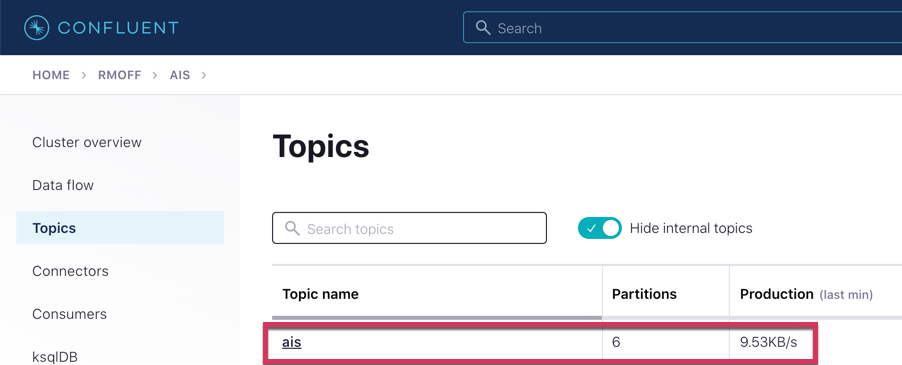 CONFLUENT
Search
HOME > RMOFF > AIS >
Cluster overview
Data flow
Topics
Connectors
Consumers
ksqlDB
Topics
Search topics
Hide internal topics
Topic name Partitions Production (last min)
ais 6 9.53KB/s